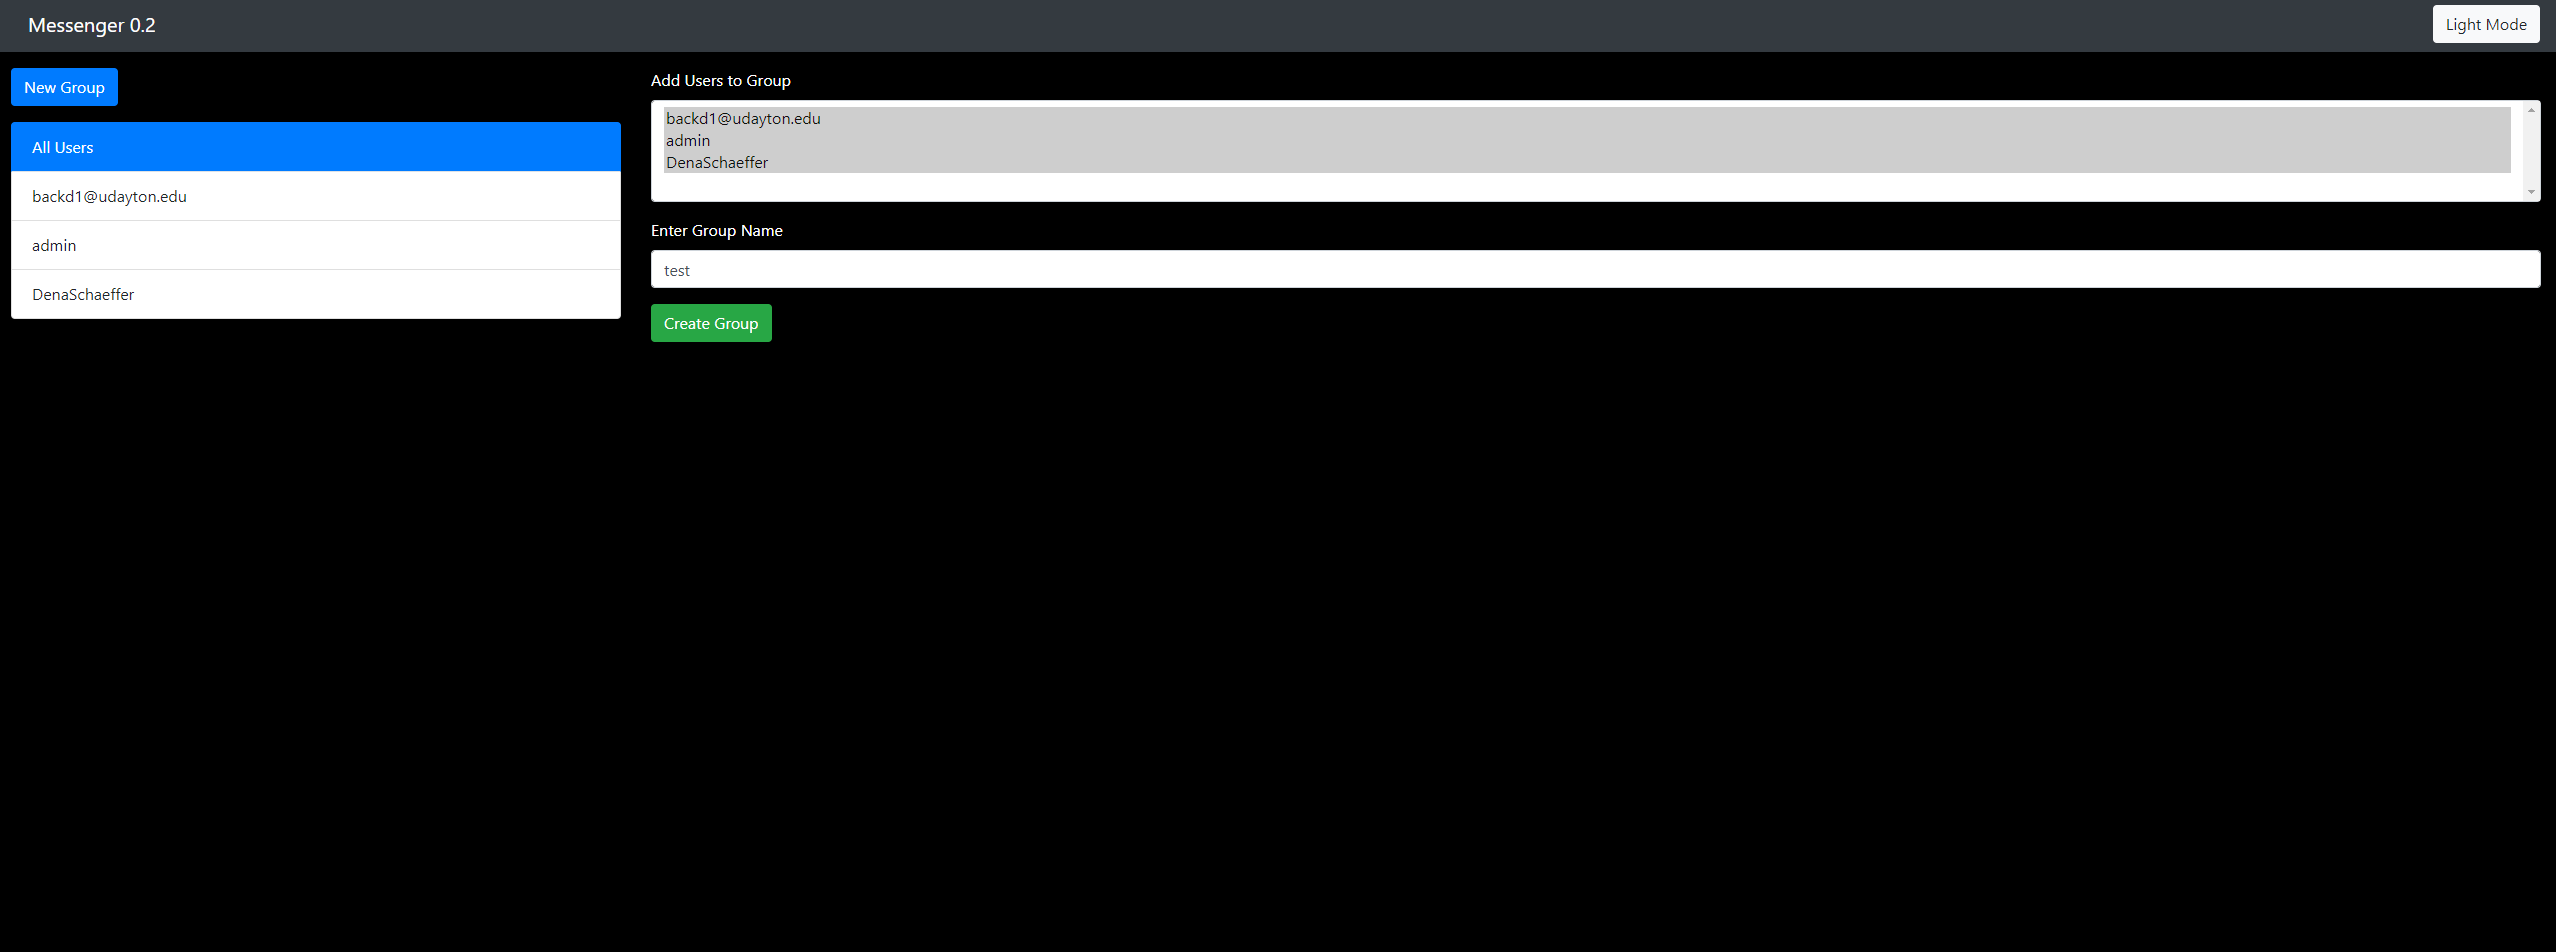 Messenger 0.2
Light Mode
New Group
All Users
backd1@udayton.edu
admin
DenaSchaeffer
Add Users to Group
backd1@udayton.edu
admin
DenaSchaeffer
Enter Group Name
test
Create Group